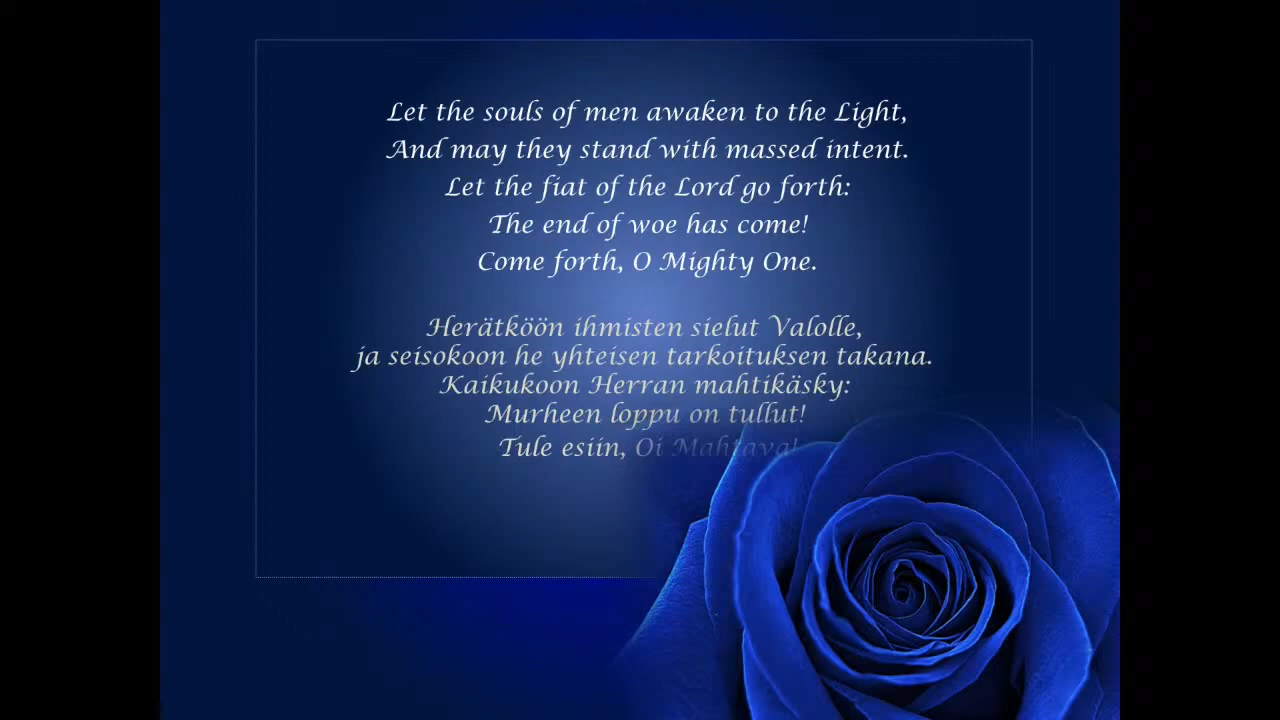 Let the souls of men awaken to the Light,
And may they stand with massed intent.
Let the fiat of the Lord go forth:
The end of woe has come!
Come forth, O Mighty One.
Herätköön ihmisten sielut Valolle,
ja seisokoon he yhteisen tarkoituksen takana.
Kaikukoon Herran mahtikäsky:
Murheen loppu on tullut!
Tule esiin, Oi Mahtava!